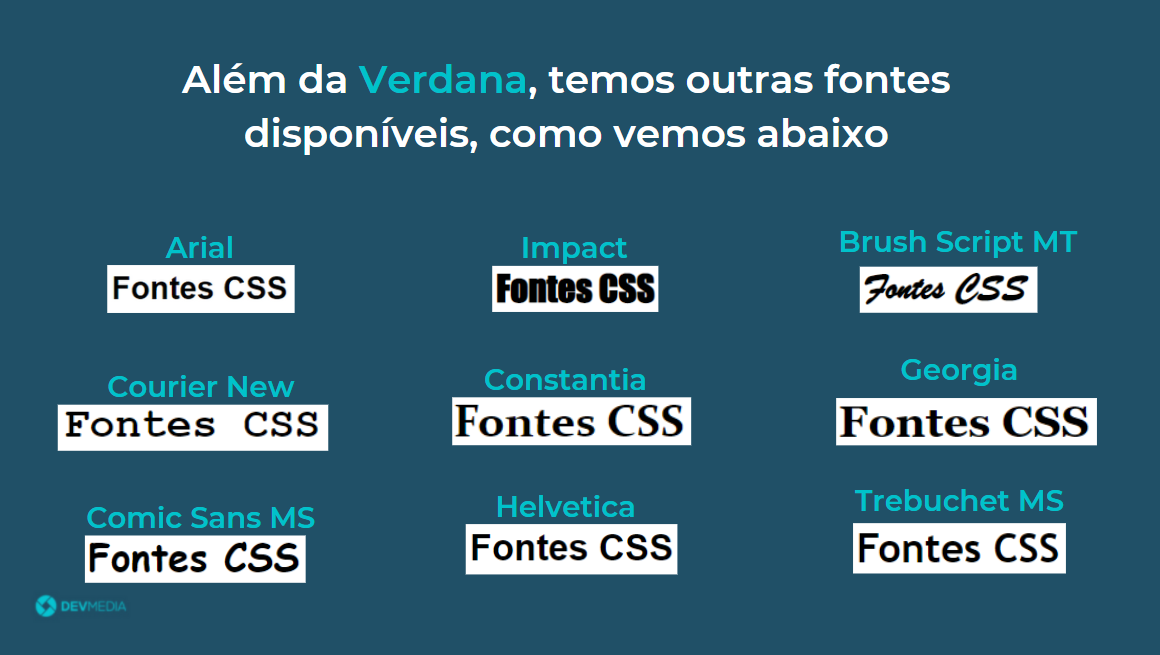 Além da Verdana, temos outras fontes
disponíveis, como vemos abaixo
Arial
Fontes CSS
Impact
Fontes CSS
Brush Script MT
Fontes CSS
Courier New
Fontes CSS
Constantia
Fontes CSS
Georgia
Fontes CSS
Comic Sans MS
Fontes CSS
Helvetica
Fontes CSS
Trebuchet MS
Fontes CSS
DEVMEDIA